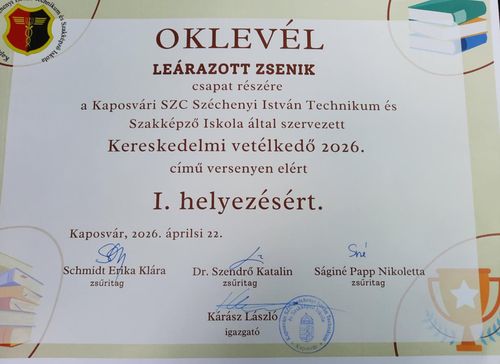 OKLEVÉL
LEÁRAZOTT ZSENIK
csapat részére
a Kaposvári SZC Széchenyi István Technikum és
Szakképző Iskola által szervezett
Kereskedelmi vetélkedő 2026.
című versenyen elért
I. helyezésért.
Kaposvár, 2026. áprilsi 22.
Schmidt Erika Klára Dr. Szendrő Katalin Ságiné Papp Nikoletta
zsűritag zsűritag zsűritag
Kárász László
igazgató